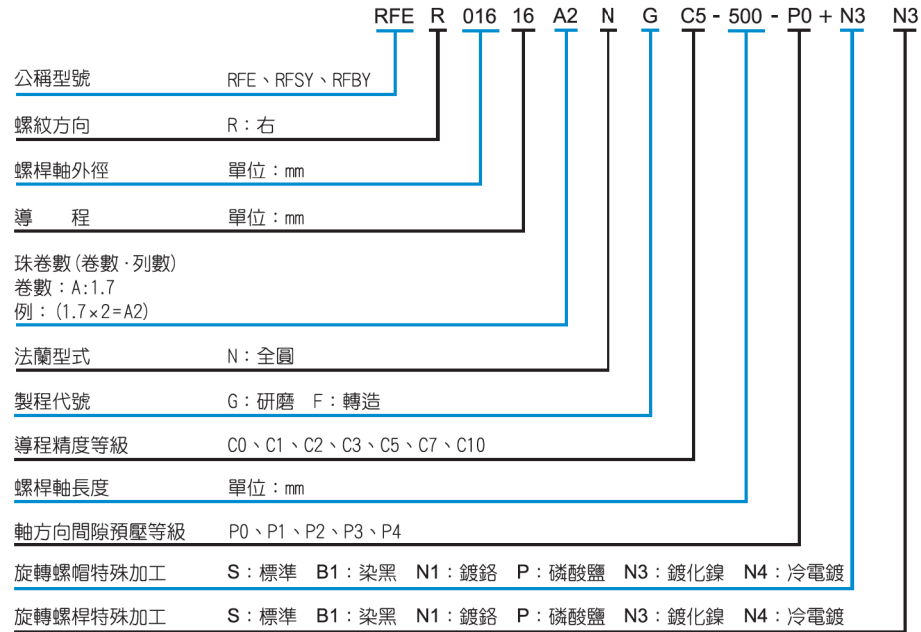 RFE R 016 16 A2 N G C5 - 500 - P0 + N3 N3
公稱型號 RFE、RFSY、RFBY
螺紋方向 R：右
螺桿軸外徑 單位：mm
導 程 單位：mm
珠卷數(卷數·列數)
卷數：A:1.7
例：(1.7×2=A2)
法蘭型式 N：全圓
製程代號 G：研磨 F：轉造
導程精度等級 C0、C1、C2、C3、C5、C7、C10
螺桿軸長度 單位：mm
軸方向間隙預壓等級 P0、P1、P2、P3、P4
旋轉螺帽特殊加工 S：標準 B1：染黑 N1：鍍鉻 P：磷酸鹽 N3：鍍化鎳 N4：冷電鍍
旋轉螺桿特殊加工 S：標準 B1：染黑 N1：鍍鉻 P：磷酸鹽 N3：鍍化鎳 N4：冷電鍍